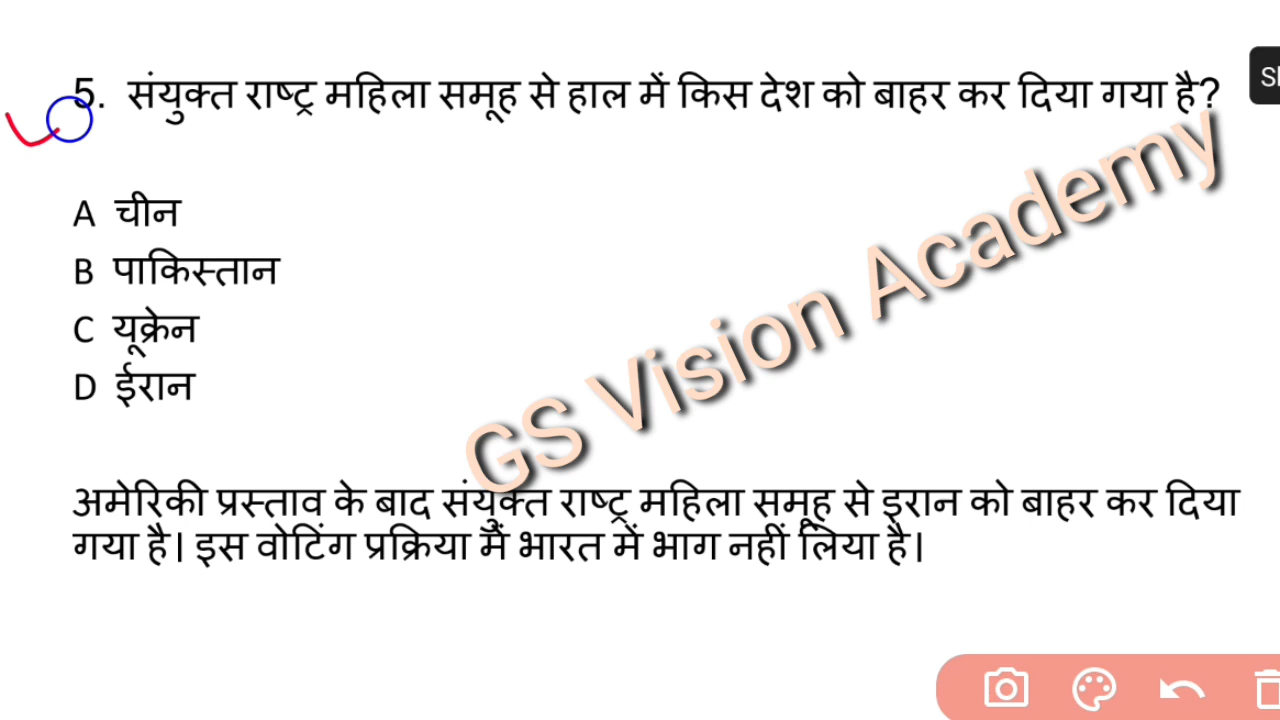 5. संयुक्त राष्ट्र महिला समूह से हाल में किस देश को बाहर कर दिया गया है?
A चीन
B पाकिस्तान
C यूक्रेन
D ईरान
GS Vision Academy
अमेरिकी प्रस्ताव के बाद संयुक्त राष्ट्र महिला समूह से इरान को बाहर कर दिया
गया है। इस वोटिंग प्रक्रिया में भारत में भाग नहीं लिया है।